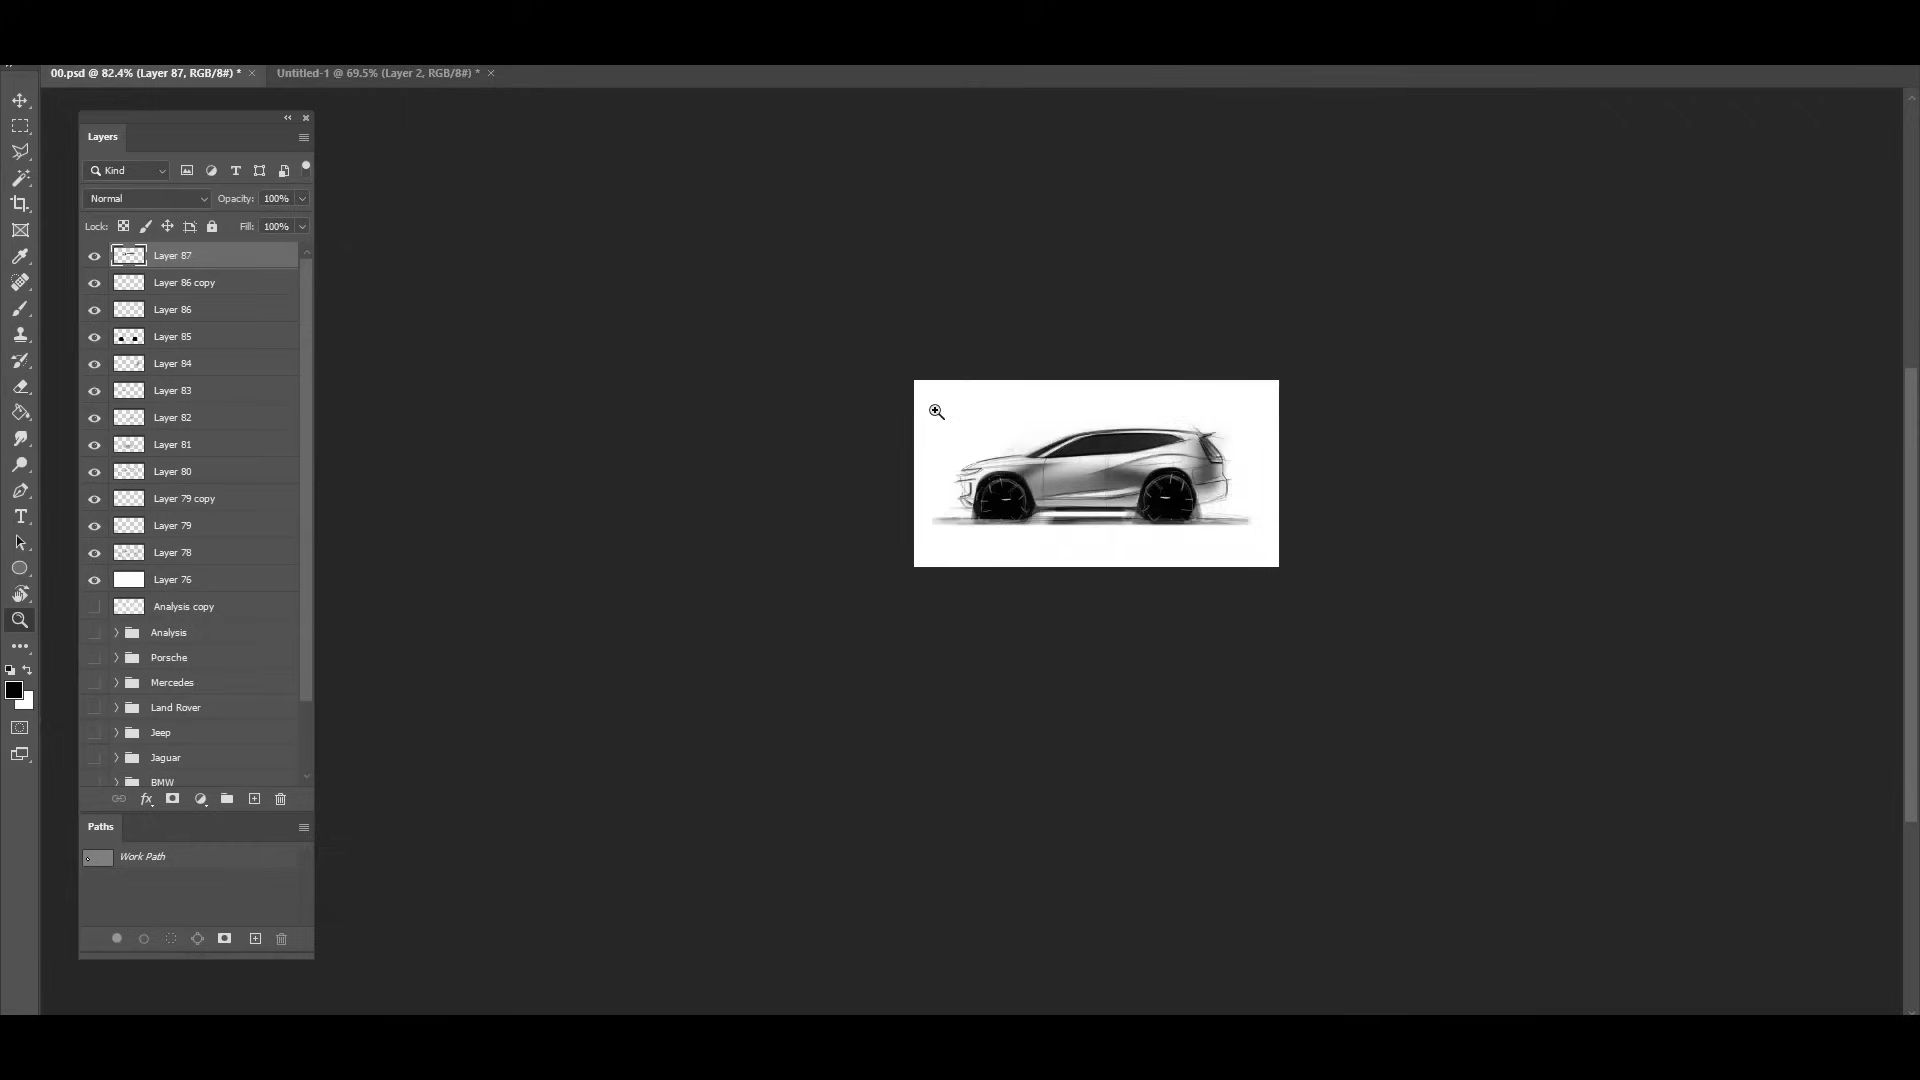 00.psd @ 82.4% (Layer 87, RGB/8#) *
Untitled-1 @ 69.5% (Layer 2, RGB/8#) *
Layers
Kind
Normal
Opacity: 100%
Lock:
Fill: 100%
Layer 87
Layer 86 copy
Layer 86
Layer 85
Layer 84
Layer 83
Layer 82
Layer 81
Layer 80
Layer 79 copy
Layer 79
Layer 78
Layer 76
Analysis copy
Analysis
Porsche
Mercedes
Land Rover
Jeep
Jaguar
BMW
fx
Paths
Work Path